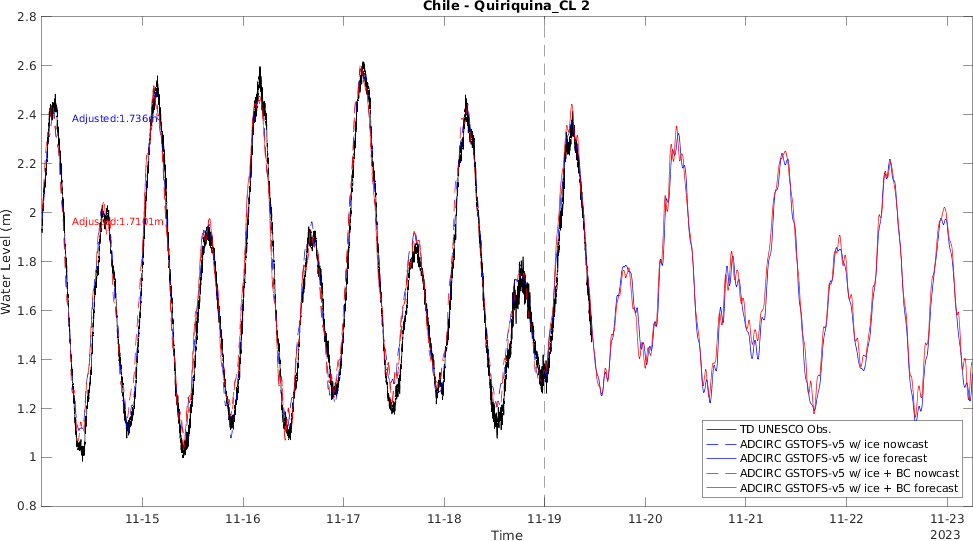 Chile - Quiriquina_CL 2
2.8
2.6
2.4
2.2
2
1.8
1.6
1.4
1.2
1
0.8
Water Level (m)
Adjusted:1.736m
Adjusted:1.7101m
TD UNESCO Obs.
ADCIRC GSTOFS-v5 w/ ice nowcast
ADCIRC GSTOFS-v5 w/ ice forecast
ADCIRC GSTOFS-v5 w/ ice + BC nowcast
ADCIRC GSTOFS-v5 w/ ice + BC forecast
11-15 11-16 11-17 11-18 11-19 11-20 11-21 11-22 11-23
2023
Time